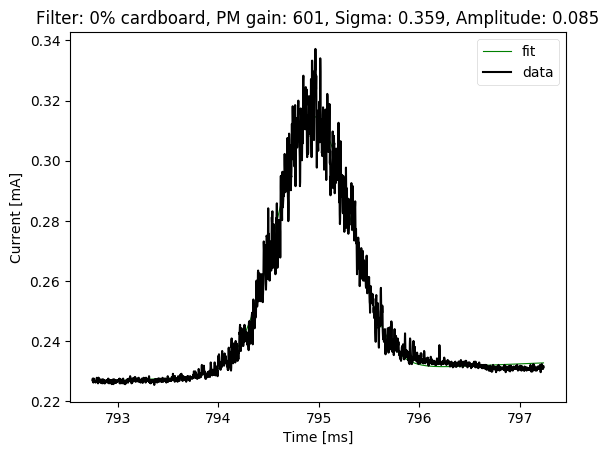 Filter: 0% cardboard, PM gain: 601, Sigma: 0.359, Amplitude: 0.085
0.34
fit
data
0.32
0.30
Current [mA]
0.28
0.26
0.24
0.22
793
794
795
796
797
Time [ms]